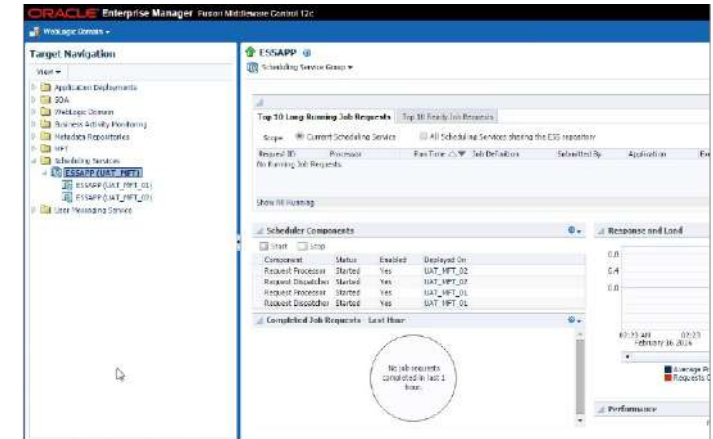 ORACLE Enterprise Manager Fusion Middleware Control 12c
WebLogic Domain
Target Navigation
View
Application Deployments
SOA
WebLogic Domain
Business Activity Monitoring
Metadata Repositories
MFT
Scheduling Services
ESSAPP (UAT_MFT)
ESSAPP (UAT_MFT_01)
ESSAPP (UAT_MFT_02)
User Messaging Service
ESSAPP
Scheduling Service Group
Top 10 Long Running Job Requests Top 10 Ready Job Requests
Scope Current Scheduling Service All Scheduling Services sharing the ESS repository
Request ID Processor Run Time Job Definition Submitted By Application
No Running Job Requests
Show All Running
Scheduler Components
Start Stop
Component Status Enabled Deployed On
Request Processor Started Yes UAT_MFT_02
Request Dispatcher Started Yes UAT_MFT_02
Request Processor Started Yes UAT_MFT_01
Request Dispatcher Started Yes UAT_MFT_01
Completed Job Requests Last Hour
No job requests
completed in last 1
hour.
Response and Load
0.8
0.4
0.0
02:23
February 16 2016
Average
Requests
Performance